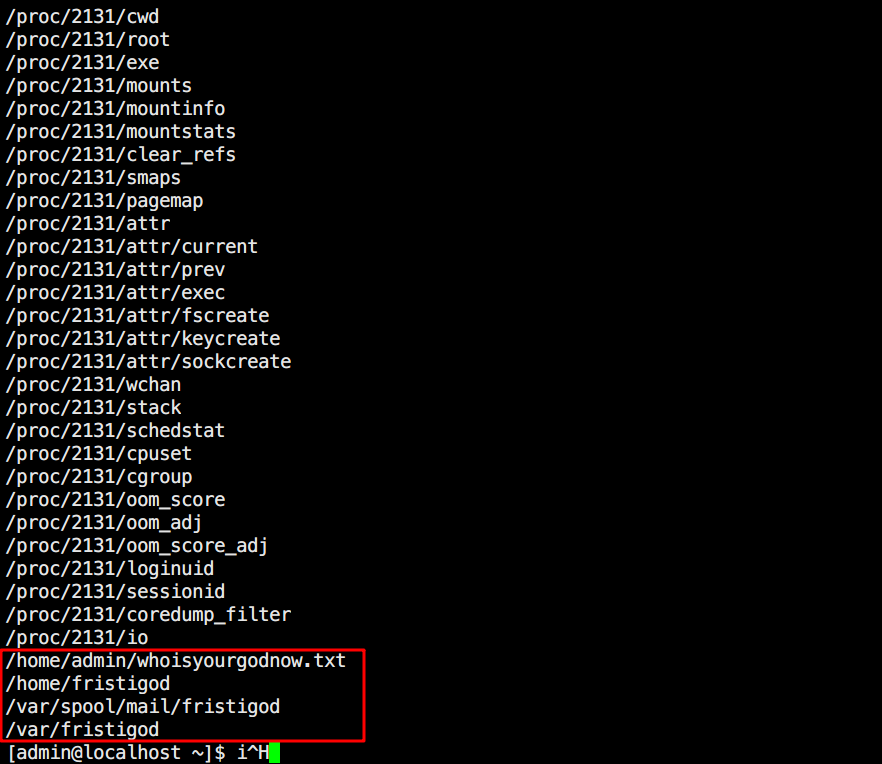 /proc/2131/cwd
/proc/2131/root
/proc/2131/exe
/proc/2131/mounts
/proc/2131/mountinfo
/proc/2131/mountstats
/proc/2131/clear_refs
/proc/2131/smaps
/proc/2131/pagemap
/proc/2131/attr
/proc/2131/attr/current
/proc/2131/attr/prev
/proc/2131/attr/exec
/proc/2131/attr/fscreate
/proc/2131/attr/keycreate
/proc/2131/attr/sockcreate
/proc/2131/wchan
/proc/2131/stack
/proc/2131/schedstat
/proc/2131/cpuset
/proc/2131/cgroup
/proc/2131/oom_score
/proc/2131/oom_adj
/proc/2131/oom_score_adj
/proc/2131/loginuid
/proc/2131/sessionid
/proc/2131/coredump_filter
/proc/2131/io
/home/admin/whoisyourgodnow.txt
/home/fristigod
/var/spool/mail/fristigod
/var/fristigod
[admin@localhost ~]$ i^H